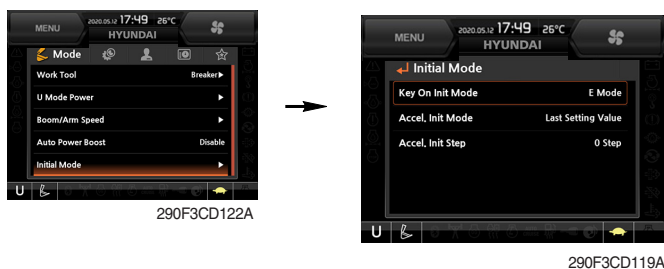 MENU
2020.05.12 17:49 26°C
HYUNDAI
Mode
Work Tool Breaker▶
U Mode Power ▶
Boom/Arm Speed ▶
Auto Power Boost Disable
Initial Mode ▶
U
290F3CD122A
MENU
2020.05.12 17:49 26°C
HYUNDAI
Initial Mode
Key On Init Mode E Mode
Accel. Init Mode Last Setting Value
Accel. Init Step 0 Step
U
290F3CD119A